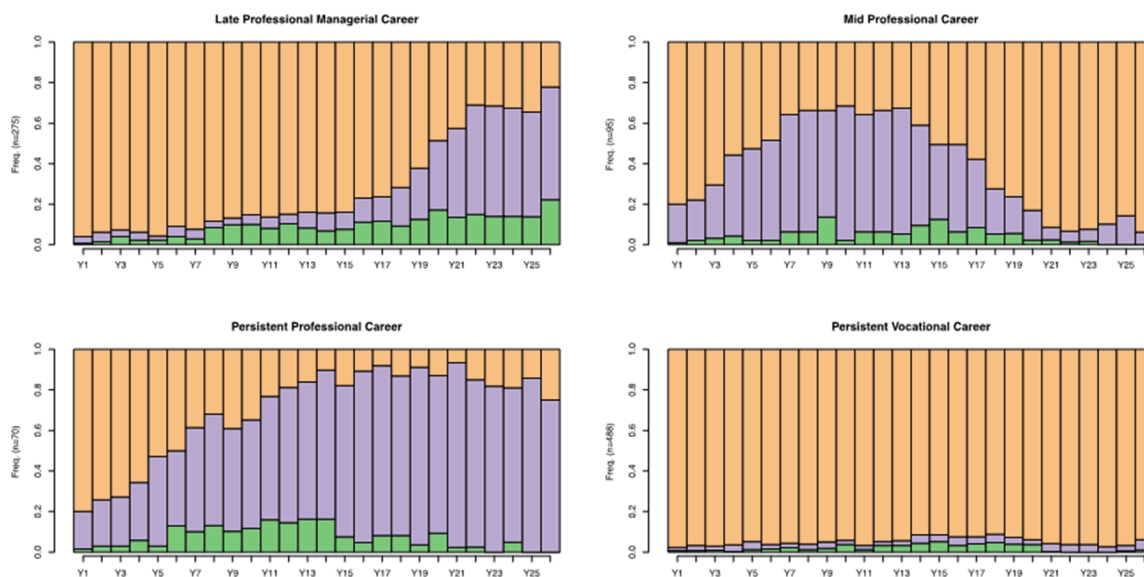 Late Professional Managerial Career
Mid Professional Career
1.0
0.8
0.6
0.4
0.2
0.0
Freq. (n=275)
Y1 Y3 Y5 Y7 Y9 Y11 Y13 Y15 Y17 Y19 Y21 Y23 Y25
1.0
0.8
0.6
0.4
0.2
0.0
Freq. (n=95)
Y1 Y3 Y5 Y7 Y9 Y11 Y13 Y15 Y17 Y19 Y21 Y23 Y25
Persistent Professional Career
Persistent Vocational Career
1.0
0.8
0.6
0.4
0.2
0.0
Freq. (n=70)
Y1 Y3 Y5 Y7 Y9 Y11 Y13 Y15 Y17 Y19 Y21 Y23 Y25
1.0
0.8
0.6
0.4
0.2
0.0
Freq. (n=488)
Y1 Y3 Y5 Y7 Y9 Y11 Y13 Y15 Y17 Y19 Y21 Y23 Y25